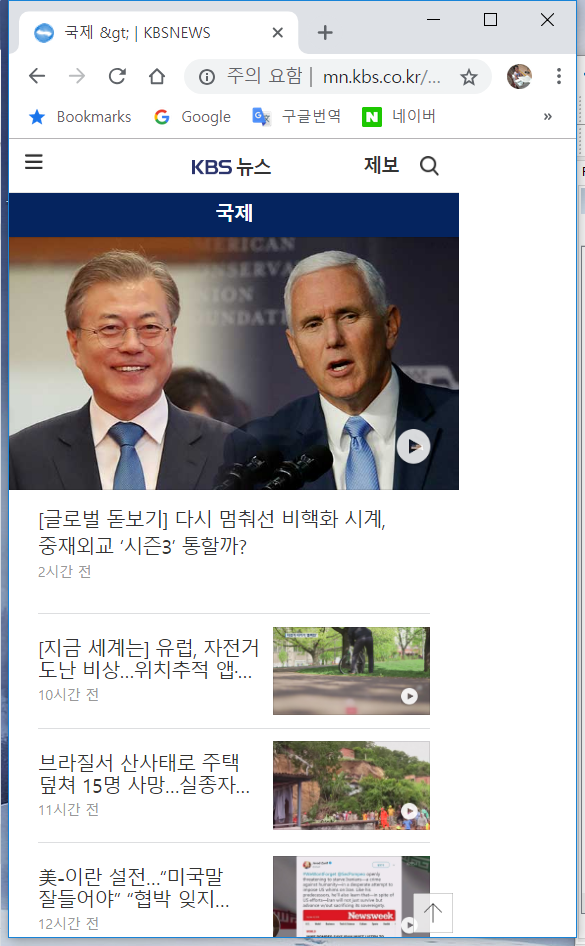 국제 &gt; | KBSNEWS
주의 요함 | mn.kbs.co.kr/...
Bookmarks Google 구글번역 네이버 »
KBS 뉴스 제보
국제
[글로벌 돋보기] 다시 멈춰선 비핵화 시계,
중재외교 ‘시즌3’ 통할까?
2시간 전
[지금 세계는] 유럽, 자전거
도난 비상...위치추적 앱·...
10시간 전
브라질서 산사태로 주택
덮쳐 15명 사망...실종자...
11시간 전
美-이란 설전...“미국말
잘들어야” “협박 잊지...
12시간 전
Newsweek